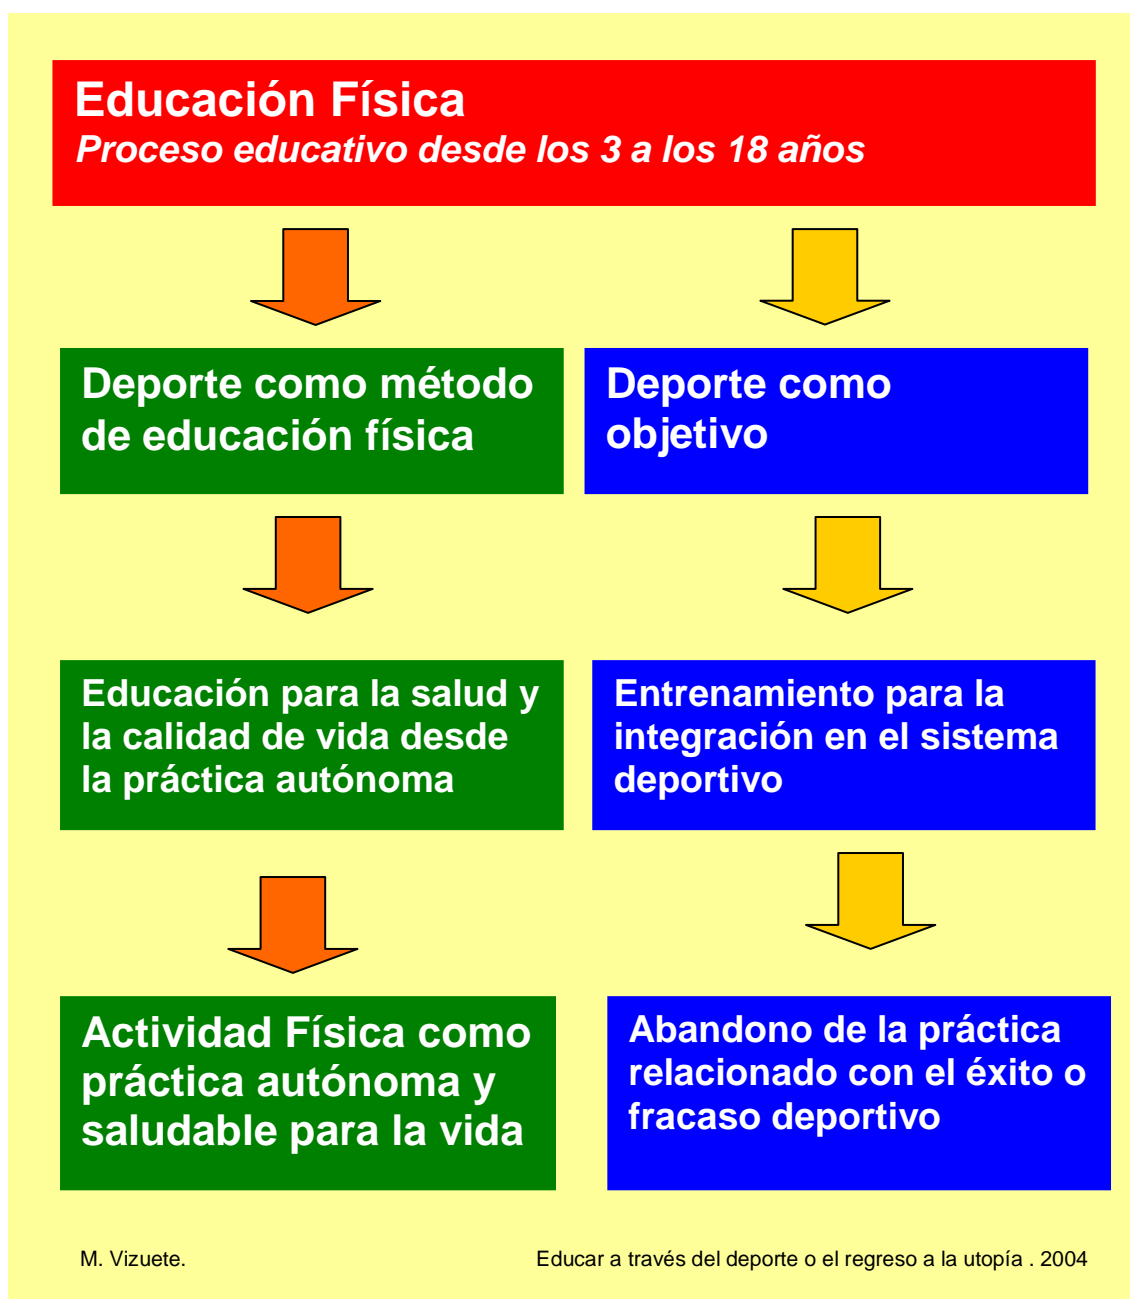 Educación Física
Proceso educativo desde los 3 a los 18 años
Deporte como método
de educación física
Deporte como
objetivo
Educación para la salud y
la calidad de vida desde
la práctica autónoma
Entrenamiento para la
integración en el sistema
deportivo
Actividad Física como
práctica autónoma y
saludable para la vida
Abandono de la práctica
relacionado con el éxito o
fracaso deportivo
M. Vizuete.
Educar a través del deporte o el regreso a la utopía . 2004